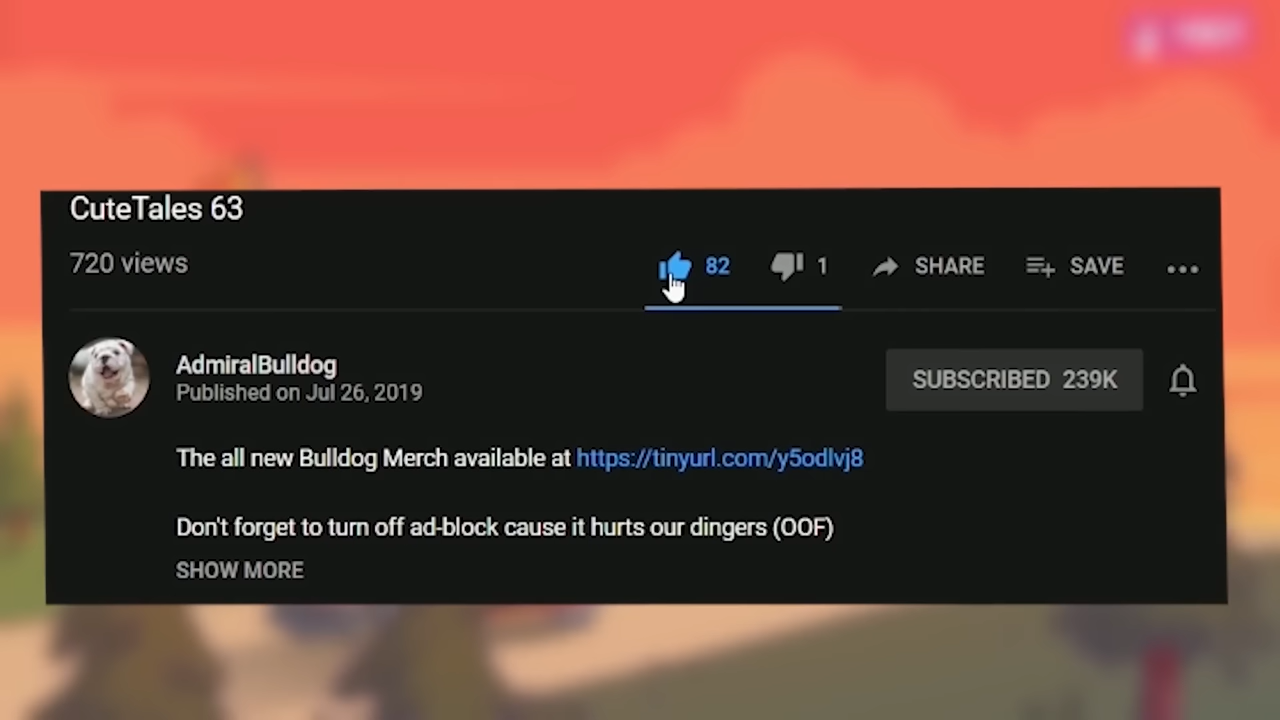 CuteTales 63
720 views
82 1 SHARE SAVE
AdmiralBulldog
Published on Jul 26, 2019
SUBSCRIBED 239K
The all new Bulldog Merch available at https://tinyurl.com/y5odlvj8
Don't forget to turn off ad-block cause it hurts our dingers (OOF)
SHOW MORE